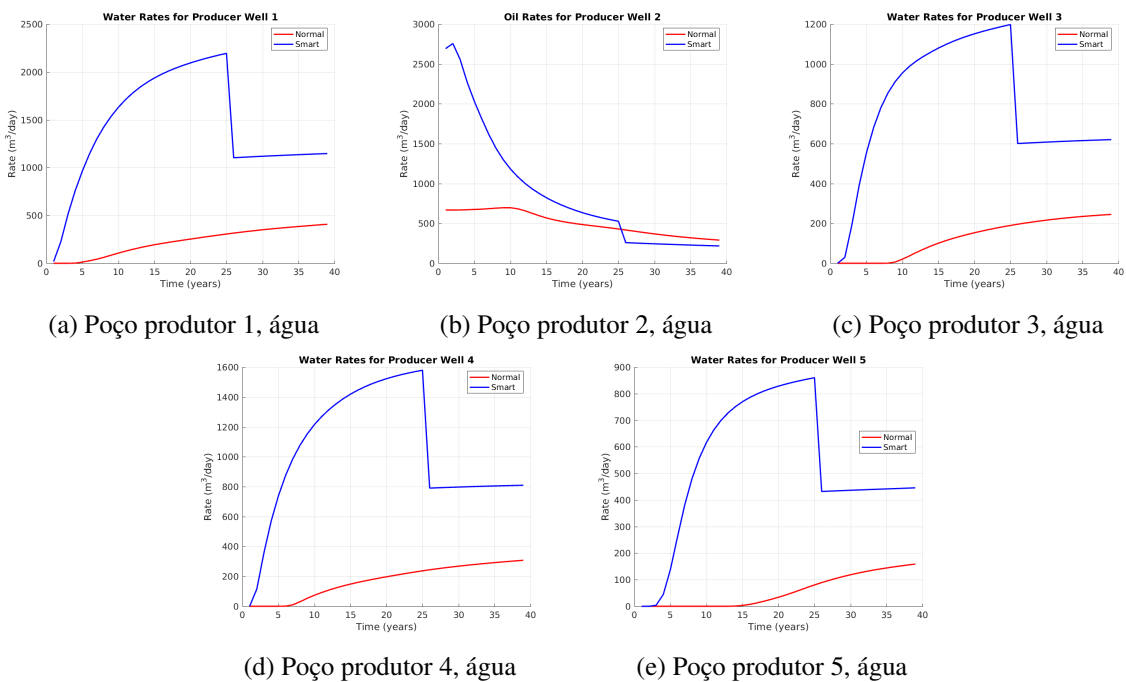 Water Rates for Producer Well 1
Rate (m³/day)
2500
2000
1500
1000
500
0
0 5 10 15 20 25 30 35 40
Time (years)
Normal
Smart
(a) Poço produtor 1, água
Oil Rates for Producer Well 2
Rate (m³/day)
3000
2500
2000
1500
1000
500
0
0 5 10 15 20 25 30 35 40
Time (years)
Normal
Smart
(b) Poço produtor 2, água
Water Rates for Producer Well 3
Rate (m³/day)
1200
1000
800
600
400
200
0
0 5 10 15 20 25 30 35 40
Time (years)
Normal
Smart
(c) Poço produtor 3, água
Water Rates for Producer Well 4
Rate (m³/day)
1600
1400
1200
1000
800
600
400
200
0
0 5 10 15 20 25 30 35 40
Time (years)
Normal
Smart
(d) Poço produtor 4, água
Water Rates for Producer Well 5
Rate (m³/day)
900
800
700
600
500
400
300
200
100
0
0 5 10 15 20 25 30 35 40
Time (years)
Normal
Smart
(e) Poço produtor 5, água